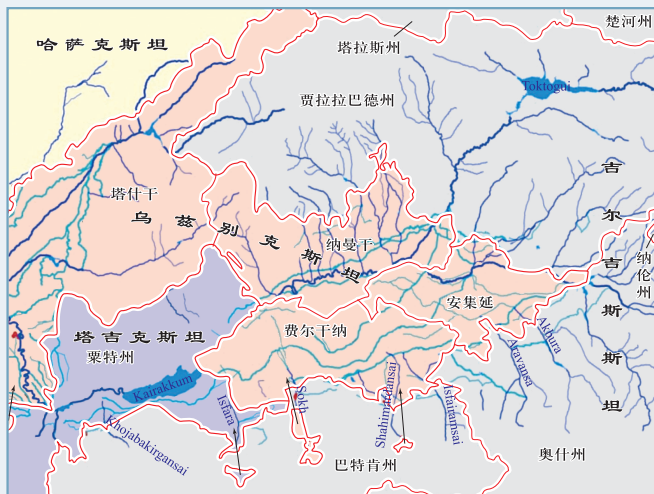 楚河州
哈萨克斯坦
塔拉斯州
贾拉拉巴德州
Toktogui
吉尔吉斯斯坦
塔什干
乌兹别克斯坦
纳曼干
纳伦州
安集延
塔吉克斯坦
粟特州
费尔干纳
Akbura
Aravansa
Kairakkum
Isfara
Sokh
Shahimardansai
Isfairamsai
Khojabakirgansai
巴特肯州
奥什州